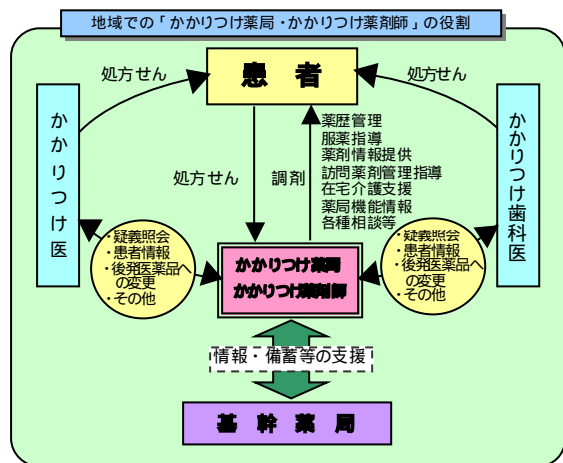 地域での「かかりつけ薬局・かかりつけ薬剤師」の役割
患者
処方せん
処方せん
かかりつけ医
かかりつけ歯科医
処方せん
調剤
薬歴管理
服薬指導
薬剤情報提供
訪問薬剤管理指導
在宅介護支援
薬局機能情報
各種相談等
・疑義照会
・患者情報
・後発医薬品へ
の変更
・その他
かかりつけ薬局
かかりつけ薬剤師
・疑義照会
・患者情報
・後発医薬品へ
の変更
・その他
情報・備蓄等の支援
基幹薬局